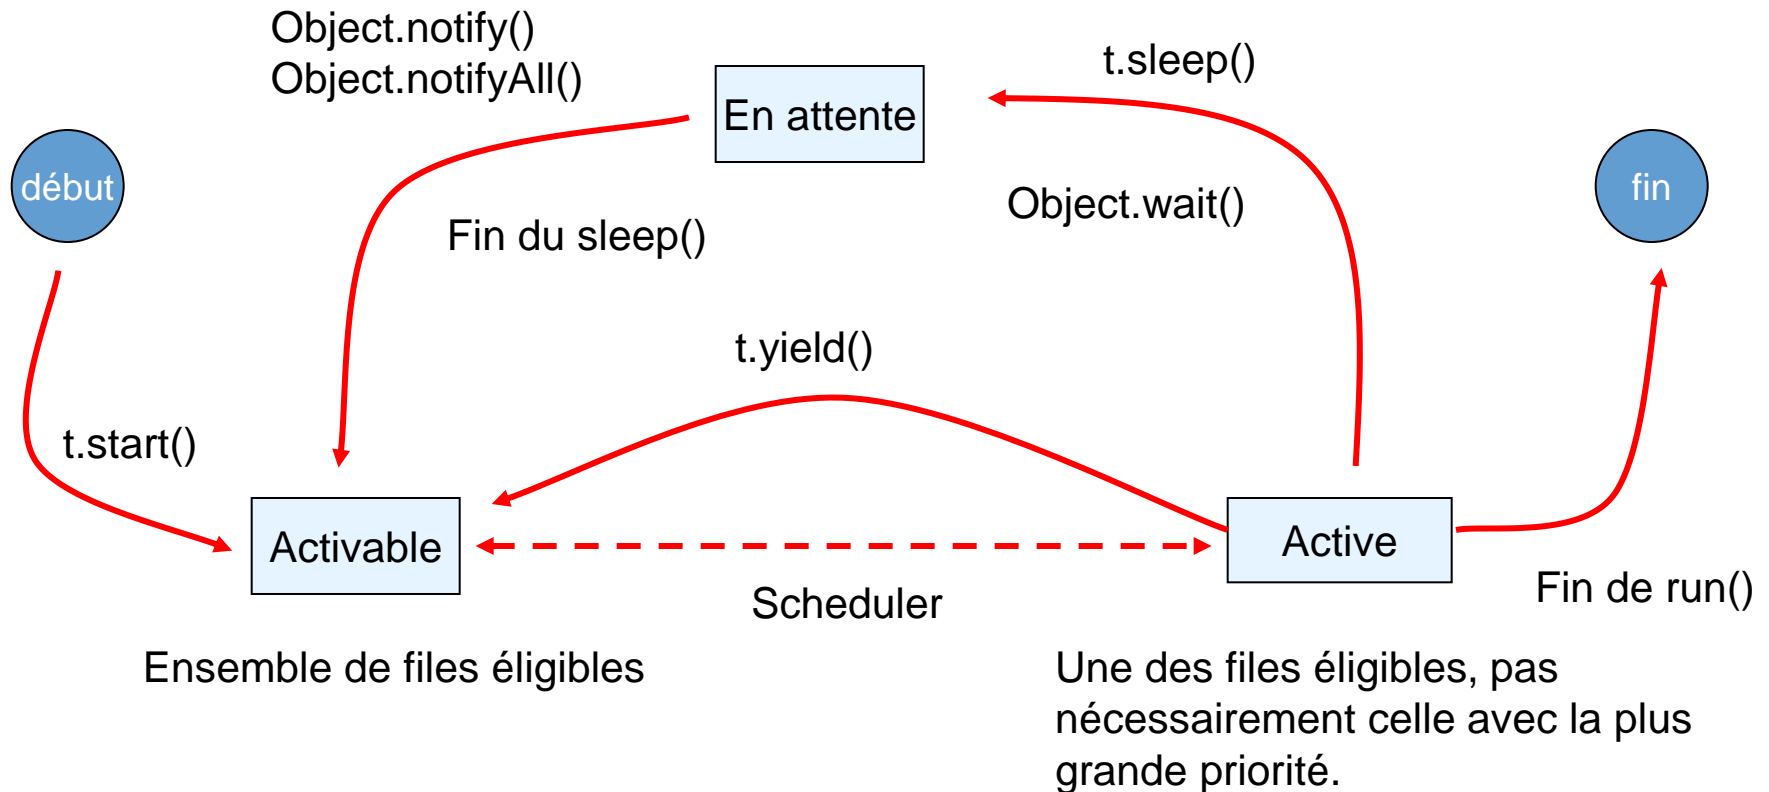 Object.notify()
Object.notifyAll()
t.sleep()
En attente
début
fin
Object.wait()
Fin du sleep()
t.yield()
t.start()
Activable
Active
Scheduler
Fin de run()
Ensemble de files éligibles
Une des files éligibles, pas
nécessairement celle avec la plus
grande priorité.